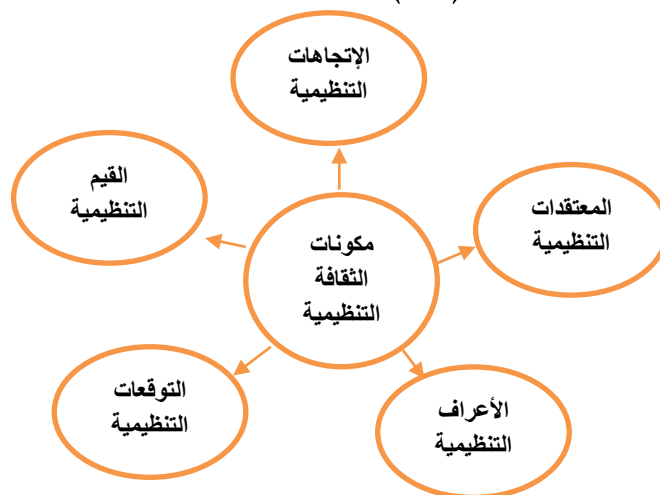 الإتجاهات
التنظيمية
القيم
التنظيمية
المعتقدات
التنظيمية
مكونات
الثقافة
التنظيمية
التوقعات
التنظيمية
الأعراف
التنظيمية